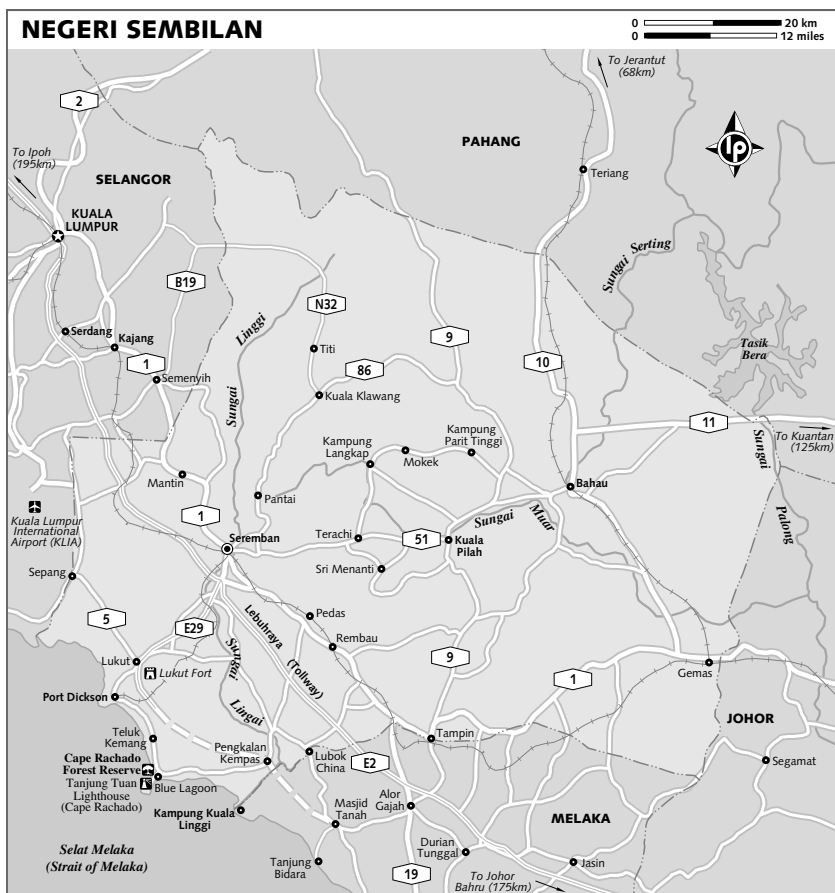 NEGERI SEMBILAN
0 20 km
0 12 miles
To Jerantut
(68km)
2
PAHANG
To Ipoh
(195km)
lp
Teriang
SELANGOR
KUALA
LUMPUR
Sungai Serting
B19
N32
Linggi
Serdang
Kajang
9
Titi
10
Tasik
Bera
1
86
Semenyih
Kuala Klawang
Sungai
11
To Kuantan
(125km)
Kampung
Langkap
Mokek
Kampung
Parit Tinggi
Sungai
Mantin
Bahau
Pantai
Kuala Lumpur
International
Airport (KLIA)
1
Sungai
Muar
Palong
Seremban
Terachi
51
Kuala
Pilah
Sri Menanti
Sepang
5
E29
Lebuhraya
(Tollway)
Pedas
Rembau
Sungai
Lukut
Lukut Fort
9
Gemas
1
Port Dickson
Lingai
JOHOR
Teluk
Kemang
Tampin
Pengkalan
Kempas
Lubok
China
E2
Segamat
Cape Rachado
Forest Reserve
Tanjung Tuan
Lighthouse
(Cape Rachado)
Blue Lagoon
Kampung Kuala
Linggi
Masjid
Tanah
Alor
Gajah
MELAKA
Selat Melaka
(Strait of Melaka)
Durian
Tunggal
Tanjung
Bidara
Jasin
19
To Johor
Bahru (175km)